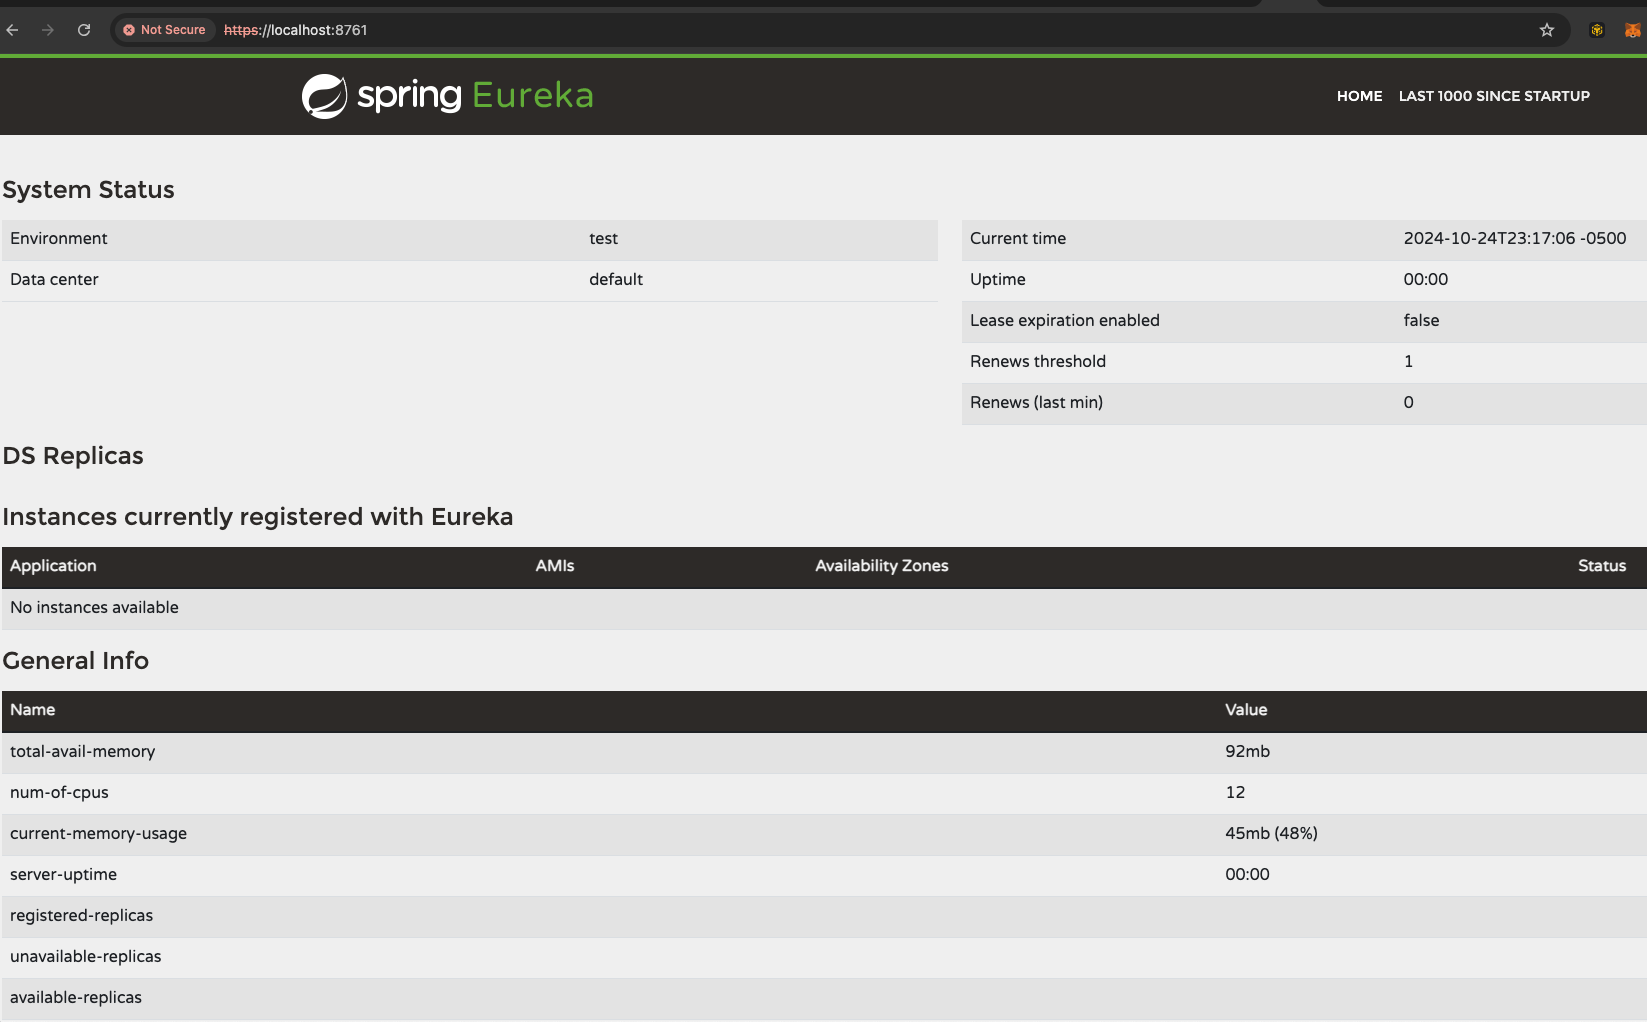 Not Secure https://localhost:8761
spring Eureka
HOME LAST 1000 SINCE STARTUP
System Status
Environment test
Data center default
Current time 2024-10-24T23:17:06 -0500
Uptime 00:00
Lease expiration enabled false
Renews threshold 1
Renews (last min) 0
DS Replicas
Instances currently registered with Eureka
Application AMIs Availability Zones Status
No instances available
General Info
Name Value
total-avail-memory 92mb
num-of-cpus 12
current-memory-usage 45mb (48%)
server-uptime 00:00
registered-replicas
unavailable-replicas
available-replicas